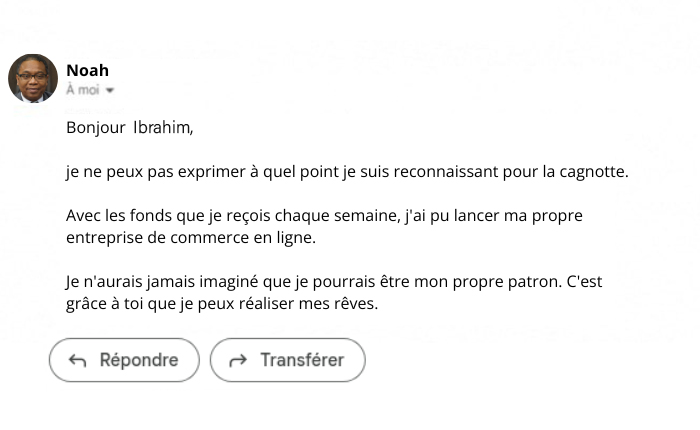 Noah
À moi
Bonjour Ibrahim,
je ne peux pas exprimer à quel point je suis reconnaissant pour la cagnotte.
Avec les fonds que je reçois chaque semaine, j'ai pu lancer ma propre
entreprise de commerce en ligne.
Je n'aurais jamais imaginé que je pourrais être mon propre patron. C'est
grâce à toi que je peux réaliser mes rêves.
Répondre
Transférer